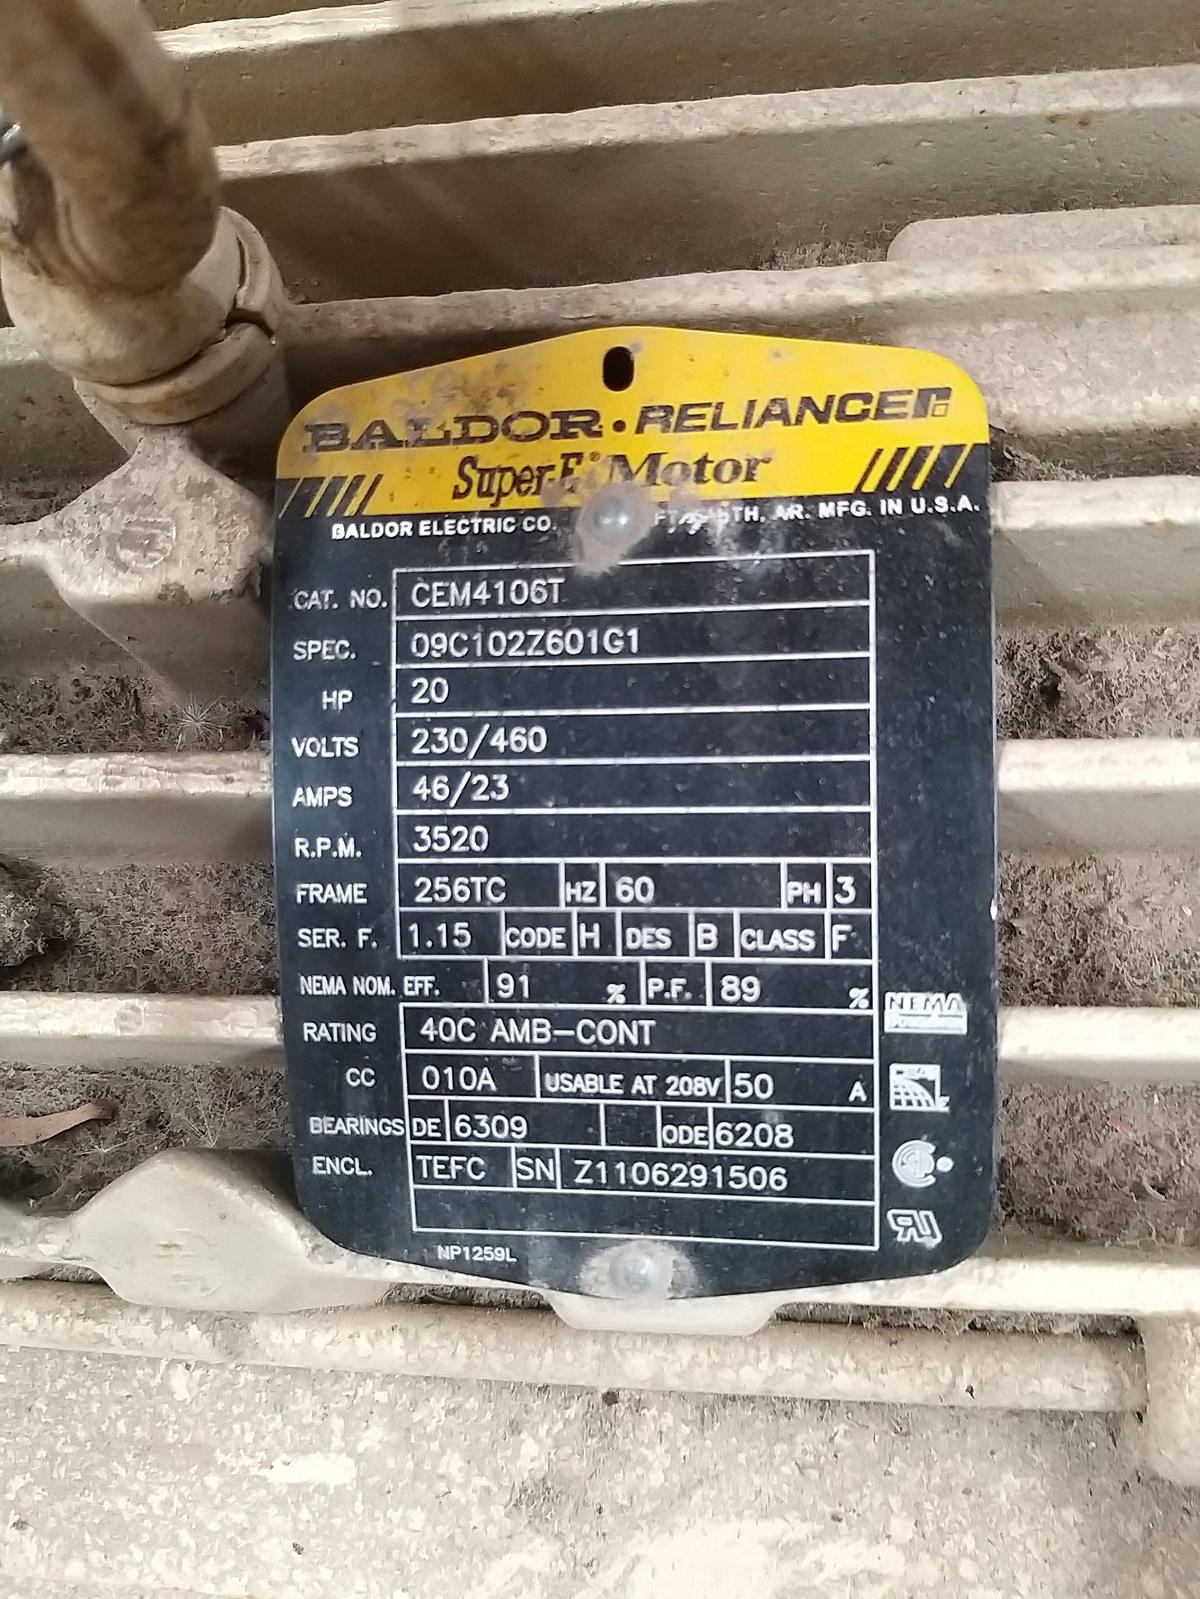 BALDOR • RELIANCE
Super-E® Motor
BALDOR ELECTRIC CO. FT. SMITH, AR. MFG. IN U.S.A.
CAT. NO. CEM4106T
SPEC. 09C102Z601G1
HP 20
VOLTS 230/460
AMPS 46/23
R.P.M. 3520
FRAME 256TC HZ 60 PH 3
SER. F. 1.15 CODE H DES B CLASS F
NEMA NOM. EFF. 91 % P.F. 89 %
NEMA
RATING 40C AMB-CONT
CC 010A USABLE AT 208V 50 A
BEARINGS DE 6309 ODE 6208
ENCL. TEFC SN Z1106291506
NP1259L